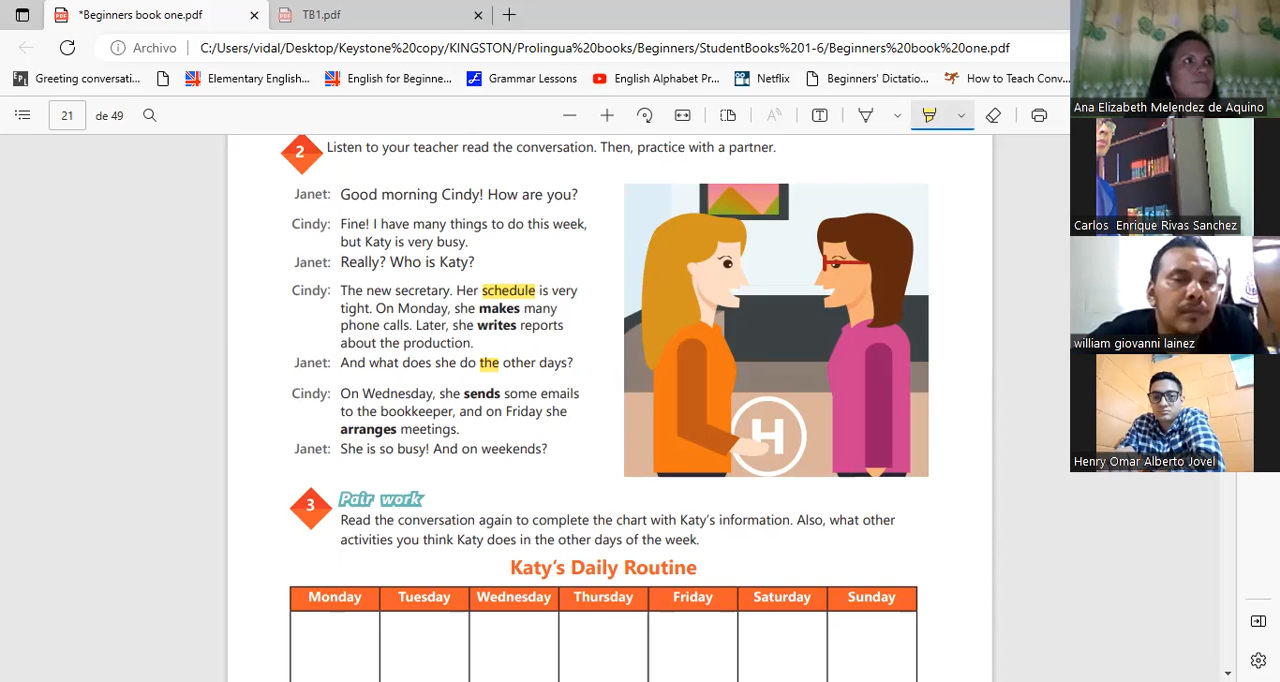 *Beginners book one.pdf
TB1.pdf
Archivo
C:/Users/vidal/Desktop/Keystone%20copy/KINGSTON/Prolingua%20books/Beginners/StudentBooks%201-6/Beginners%20book%20one.pdf
Greeting conversati...
Elementary English...
English for Beginne...
Grammar Lessons
English Alphabet Pr...
Netflix
Beginners' Dictatio...
How to Teach Conv...
21
de 49
2
Listen to your teacher read the conversation. Then, practice with a partner.
Janet: Good morning Cindy! How are you?
Cindy: Fine! I have many things to do this week,
but Katy is very busy.
Janet: Really? Who is Katy?
Cindy: The new secretary. Her schedule is very
tight. On Monday, she makes many
phone calls. Later, she writes reports
about the production.
Janet: And what does she do the other days?
Cindy: On Wednesday, she sends some emails
to the bookkeeper, and on Friday she
arranges meetings.
Janet: She is so busy! And on weekends?
H
3
Pair work
Read the conversation again to complete the chart with Katy's information. Also, what other
activities you think Katy does in the other days of the week.
Katy's Daily Routine
Monday Tuesday Wednesday Thursday Friday Saturday Sunday
Ana Elizabeth Melendez de Aquino
Carlos Enrique Rivas Sanchez
william giovanni lainez
Henry Omar Alberto Jovel